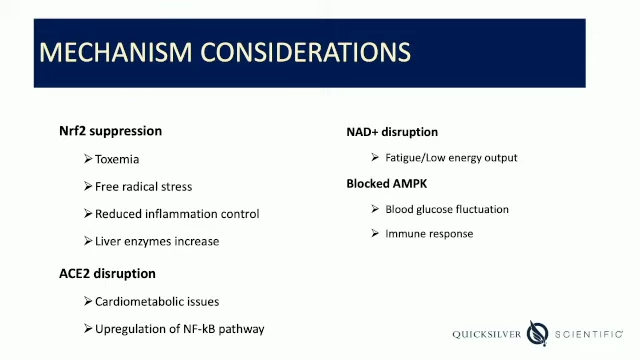 MECHANISM CONSIDERATIONS
Nrf2 suppression
Toxemia
Free radical stress
Reduced inflammation control
Liver enzymes increase
ACE2 disruption
Cardiometabolic issues
Upregulation of NF-kB pathway
NAD+ disruption
Fatigue/Low energy output
Blocked AMPK
Blood glucose fluctuation
Immune response
QUICKSILVER SCIENTIFIC